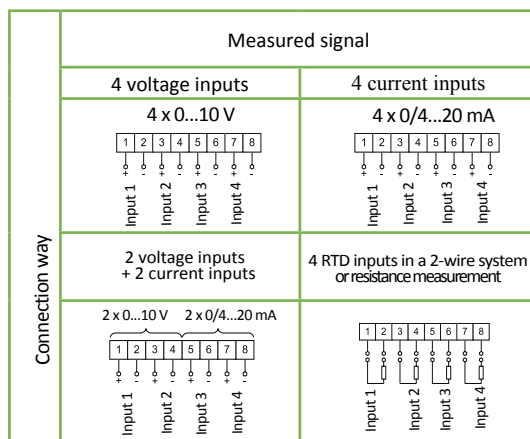 Measured signal
Connection way
4 voltage inputs
4 current inputs
4 x 0...10 V
4 x 0/4...20 mA
1 2 3 4 5 6 7 8
1 2 3 4 5 6 7 8
+ - + - + - + -
+ - + - + - + -
Input 1 Input 2 Input 3 Input 4
Input 1 Input 2 Input 3 Input 4
2 voltage inputs
+ 2 current inputs
4 RTD inputs in a 2-wire system
or resistance measurement
2 x 0...10 V 2 x 0/4...20 mA
1 2 3 4 5 6 7 8
1 2 3 4 5 6 7 8
+ - + - + - + -
Input 1 Input 2 Input 3 Input 4
Input 1 Input 2 Input 3 Input 4